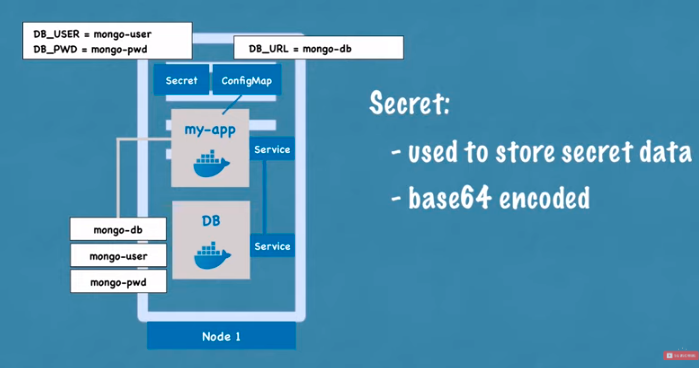 DB_USER = mongo-user
DB_PWD = mongo-pwd
DB_URL = mongo-db
Secret
ConfigMap
Secret:
my-app
- used to store secret data
Service
- base64 encoded
DB
mongo-db
Service
mongo-user
mongo-pwd
Node 1